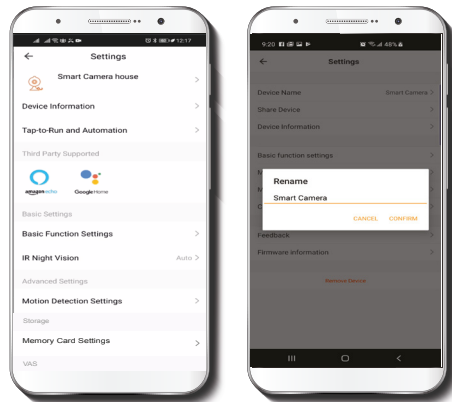 12:17
Settings
Smart Camera house
Device Information
Tap-to-Run and Automation
Third Party Supported
amazon echo
Google Home
Basic Settings
Basic Function Settings
IR Night Vision Auto
Advanced Settings
Motion Detection Settings
Storage
Memory Card Settings
VAS
9:20 48%
Settings
Device Name Smart Camera
Share Device
Device Information
Basic function settings
M
M
C
Rename
Smart Camera
CANCEL CONFIRM
Feedback
Firmware information
Remove Device